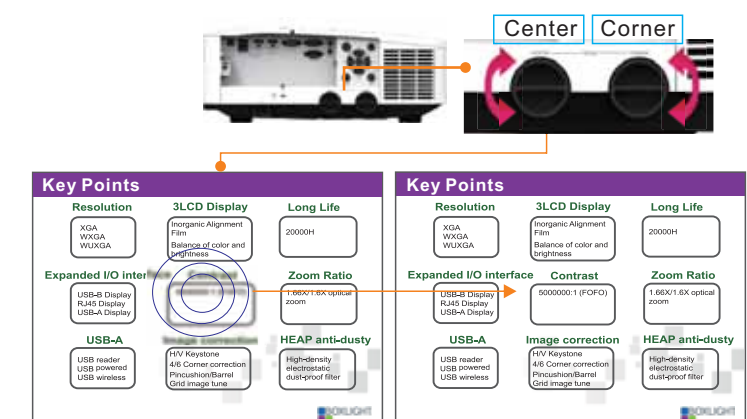 Center Corner
Key Points
Resolution 3LCD Display Long Life
XGA
WXGA
WUXGA
Inorganic Alignment
Film
Balance of color and
brightness
20000H
Expanded I/O interface Contrast Zoom Ratio
USB-B Display
RJ45 Display
USB-A Display
1.66X/1.6X optical
zoom
USB-A Image correction HEAP anti-dusty
USB reader
USB powered
USB wireless
H/V Keystone
4/6 Corner correction
Pincushion/Barrel
Grid image tune
High-density
electrostatic
dust-proof filter
BOXLIGHT
Key Points
Resolution 3LCD Display Long Life
XGA
WXGA
WUXGA
Inorganic Alignment
Film
Balance of color and
brightness
20000H
Expanded I/O interface Contrast Zoom Ratio
USB-B Display
RJ45 Display
USB-A Display
5000000:1 (FOFO)
1.66X/1.6X optical
zoom
USB-A Image correction HEAP anti-dusty
USB reader
USB powered
USB wireless
H/V Keystone
4/6 Corner correction
Pincushion/Barrel
Grid image tune
High-density
electrostatic
dust-proof filter
BOXLIGHT